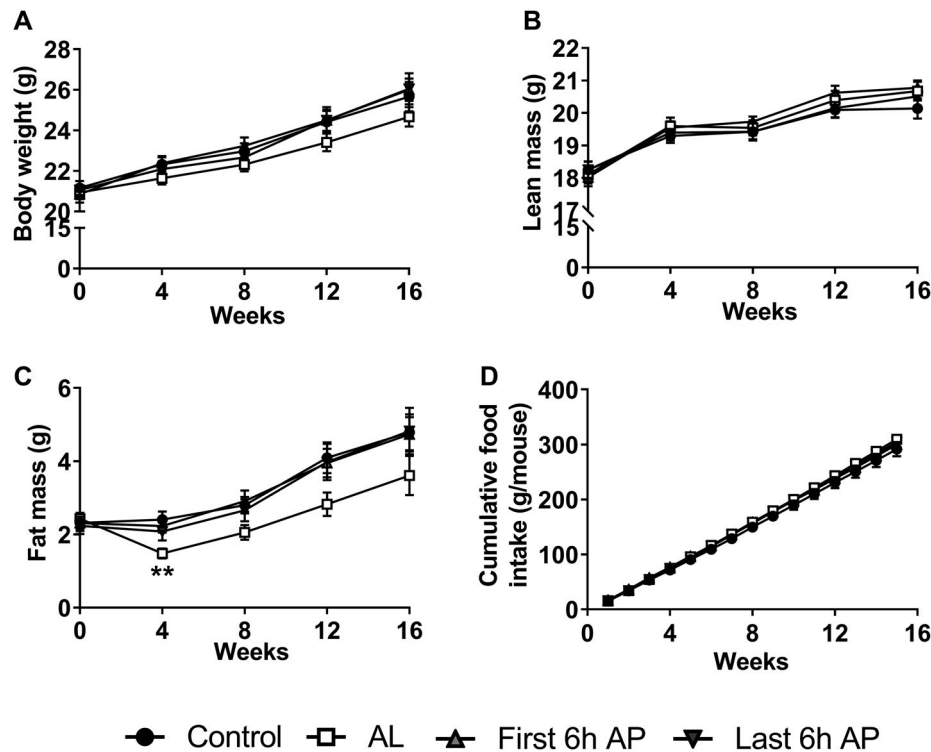 A
Body weight (g)
28
26
24
22
20
15
0
0 4 8 12 16
Weeks
B
Lean mass (g)
22
21
20
19
18
17
15
0
0 4 8 12 16
Weeks
C
Fat mass (g)
6
4
2
0
**
0 4 8 12 16
Weeks
D
Cumulative food
intake (g/mouse)
400
300
200
100
0
0 4 8 12 16
Weeks
Control AL First 6h AP Last 6h AP